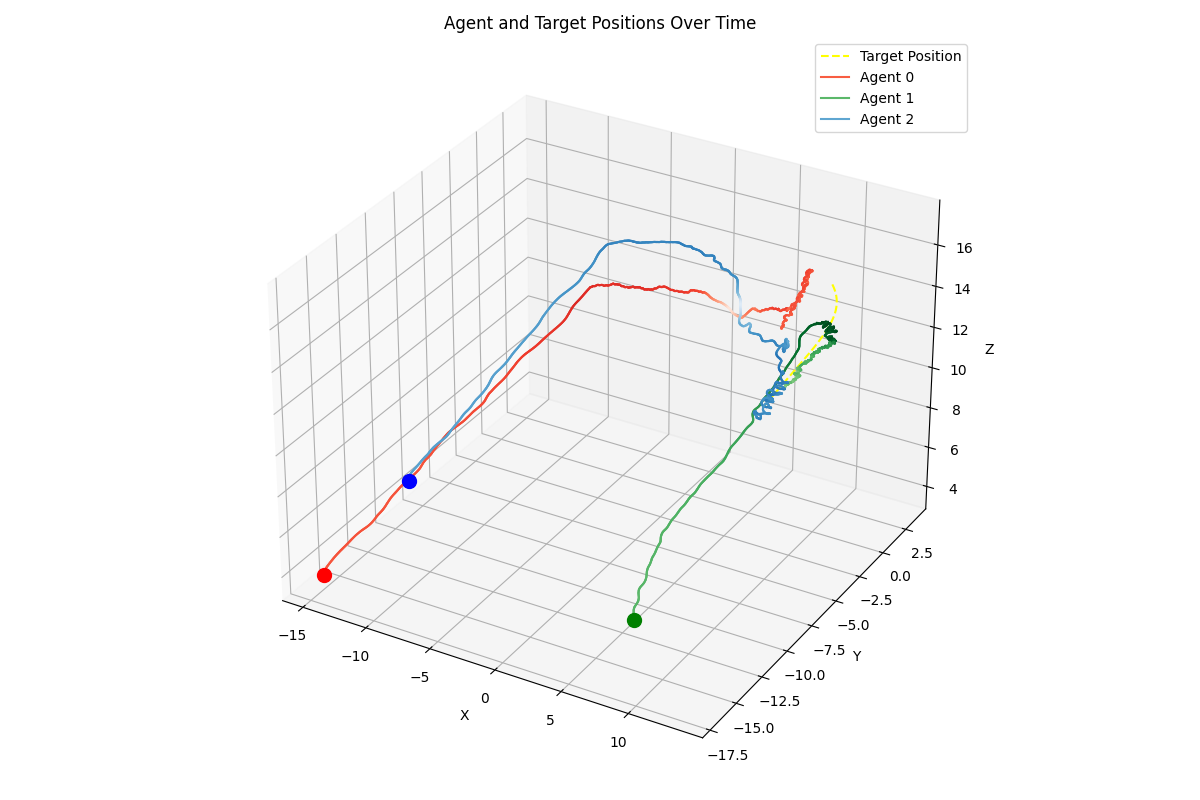 Agent and Target Positions Over Time
Target Position
Agent 0
Agent 1
Agent 2
16
14
12
10
8
6
4
Z
2.5
0.0
−2.5
−5.0
−7.5
−10.0
−12.5
−15.0
−17.5
Y
−15
−10
−5
0
5
10
X